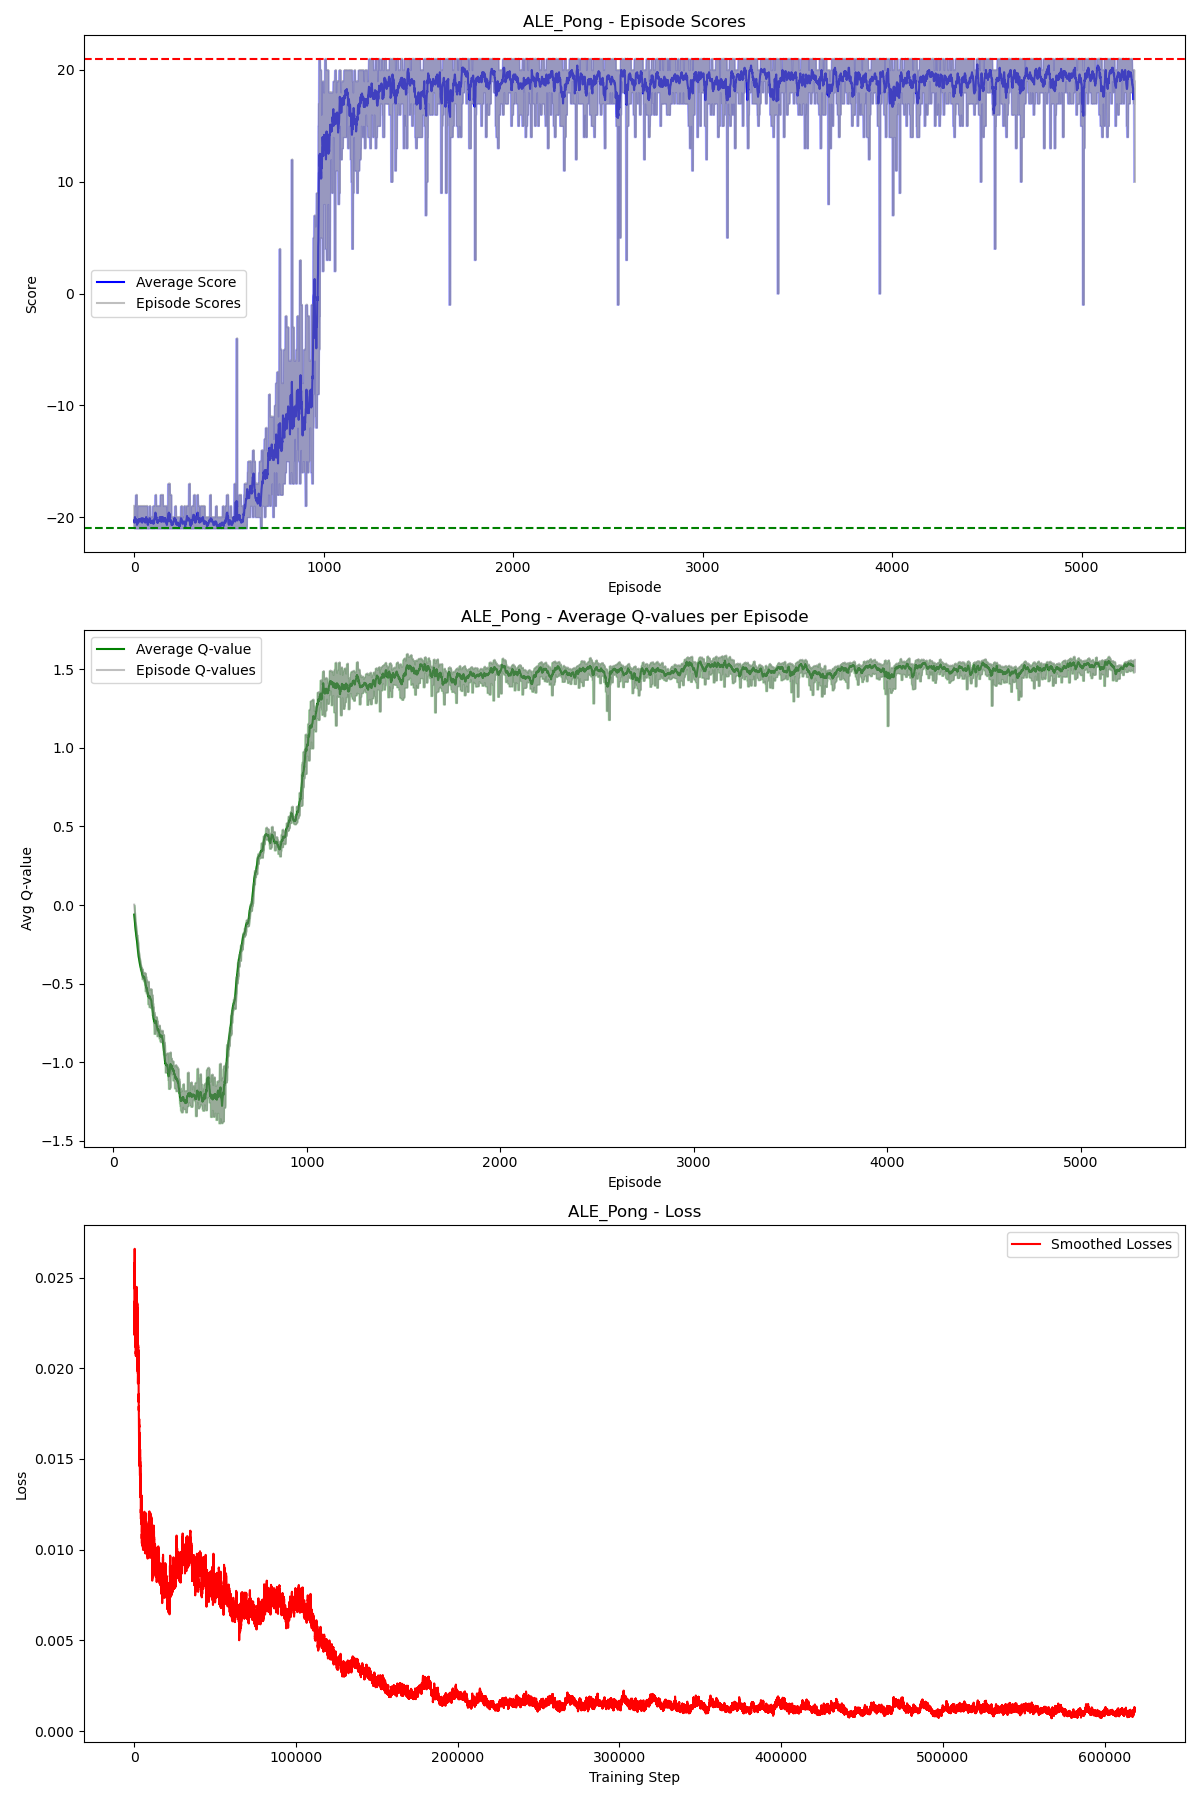 ALE_Pong - Episode Scores
20
10
0
−10
−20
Score
Average Score
Episode Scores
0 1000 2000 3000 4000 5000
Episode
ALE_Pong - Average Q-values per Episode
1.5
1.0
0.5
0.0
−0.5
−1.0
−1.5
Avg Q-value
Average Q-value
Episode Q-values
0 1000 2000 3000 4000 5000
Episode
ALE_Pong - Loss
0.025
0.020
0.015
0.010
0.005
0.000
Loss
Smoothed Losses
0 100000 200000 300000 400000 500000 600000
Training Step